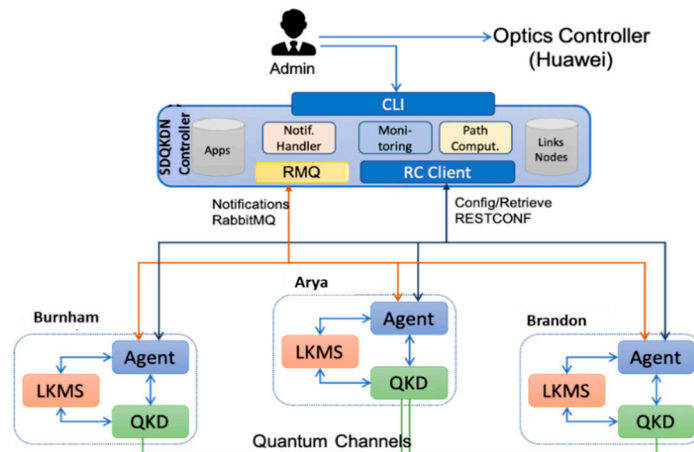 Optics Controller
(Huawei)
Admin
CLI
SDQKDN
Controller
Apps
Notif.
Handler
Moni-
toring
Path
Comput.
Links
Nodes
RMQ
RC Client
Notifications
RabbitMQ
Config/Retrieve
RESTCONF
Burnham
Agent
LKMS
QKD
Arya
Agent
LKMS
QKD
Brandon
Agent
LKMS
QKD
Quantum Channels